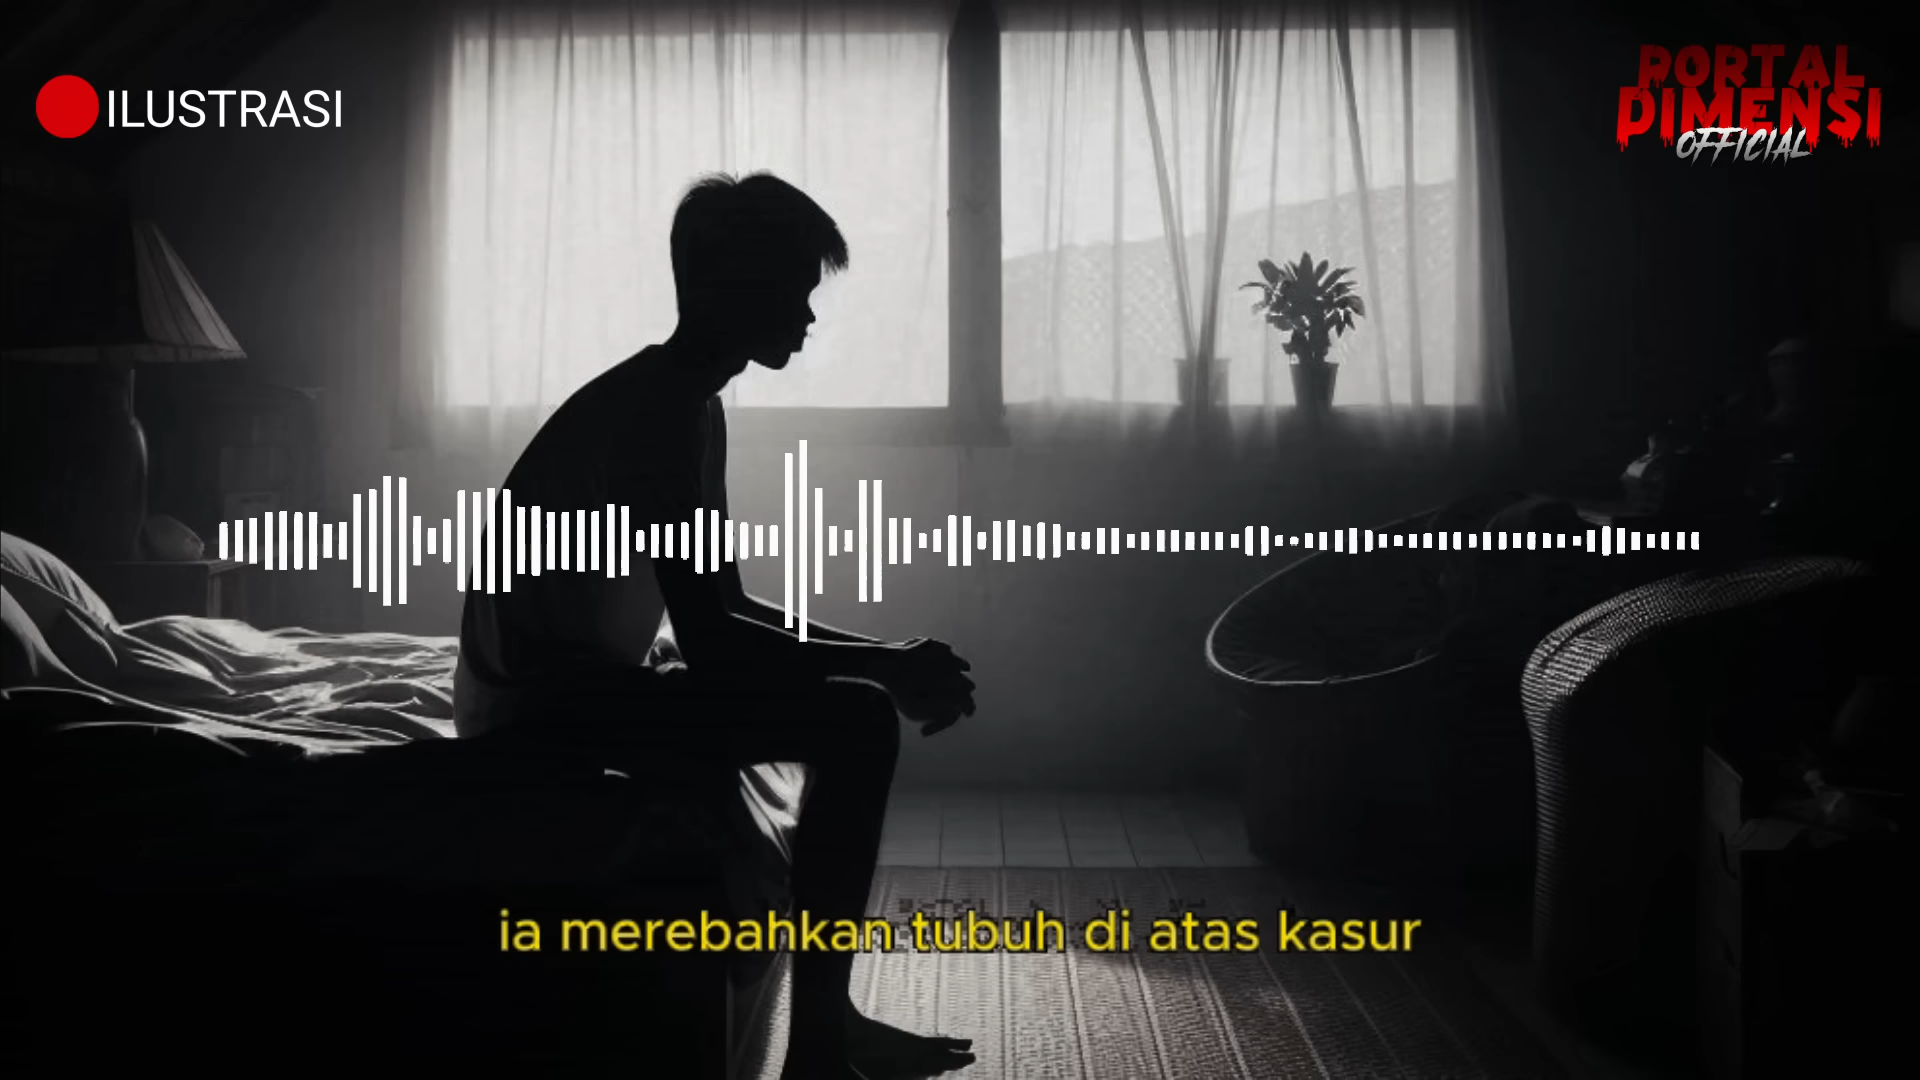 ILUSTRASI
PORTAL
DIMENSI
OFFICIAL
ia merebahkan tubuh di atas kasur